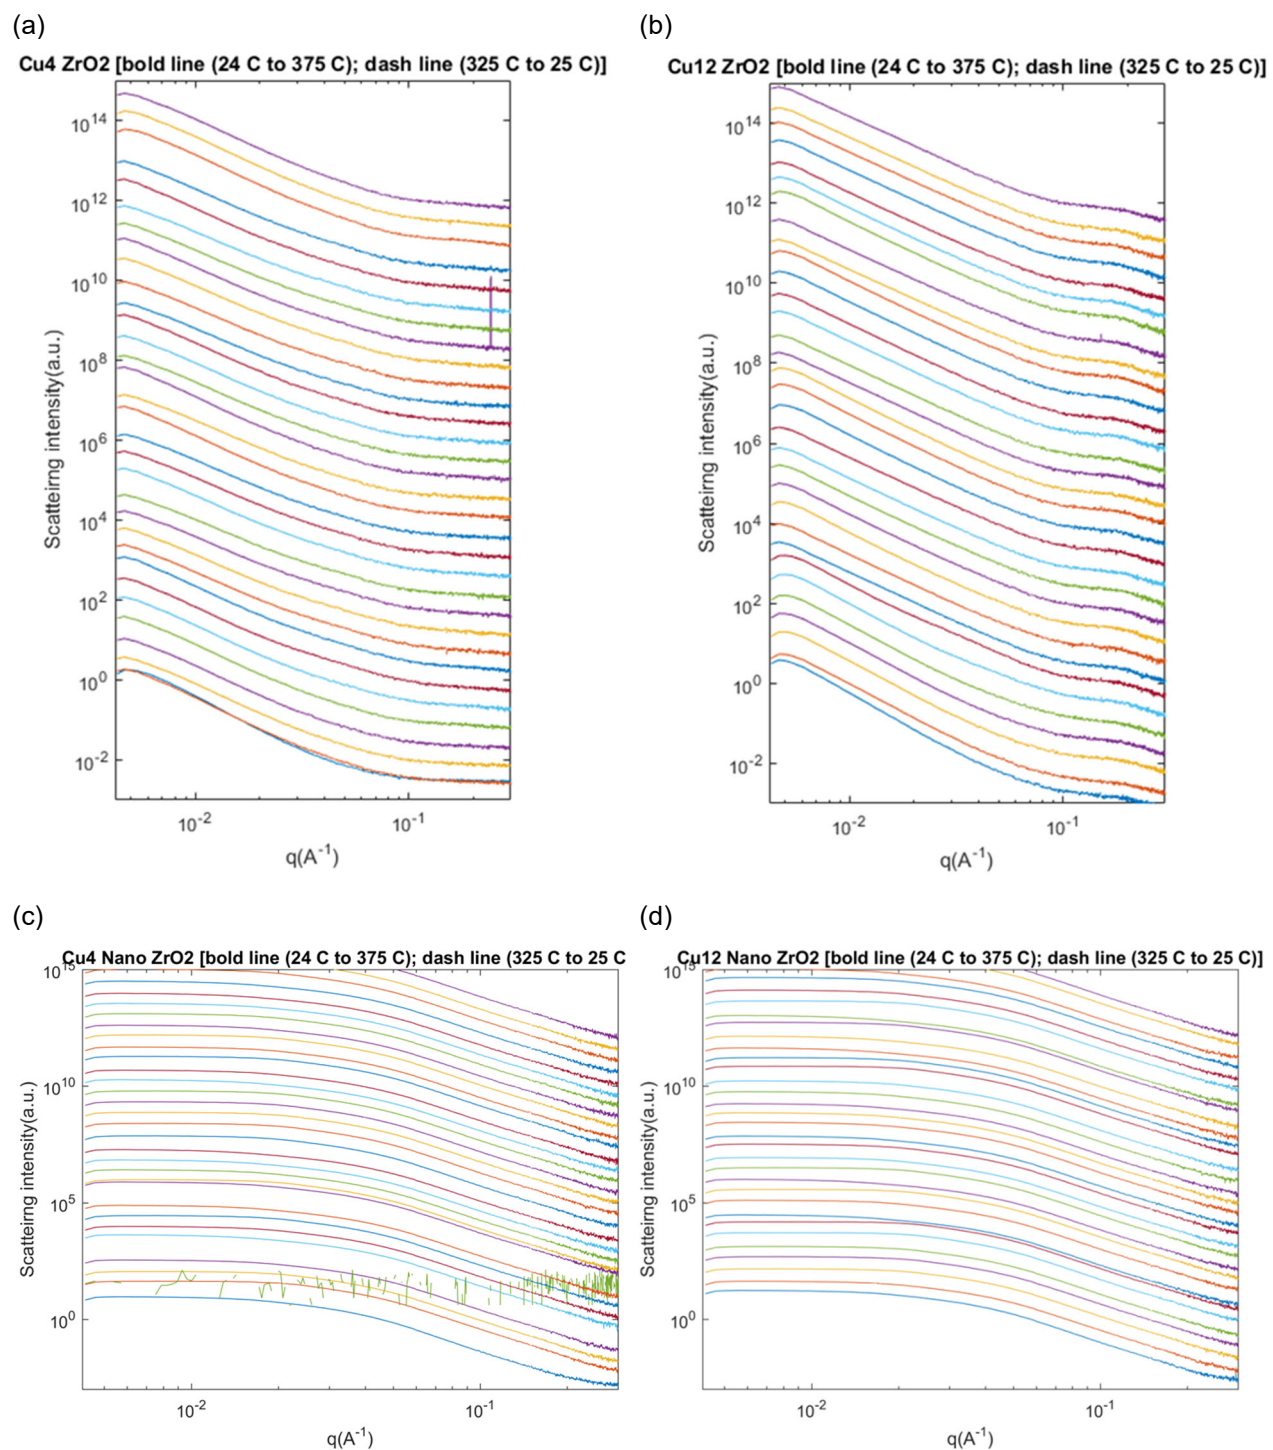 (a)
(b)
Cu4 ZrO2 [bold line (24 C to 375 C); dash line (325 C to 25 C)]
Cu12 ZrO2 [bold line (24 C to 375 C); dash line (325 C to 25 C)]
10^14
10^12
10^10
10^8
10^6
10^4
10^2
10^0
10^-2
Scatteirng intensity(a.u.)
10^-2
10^-1
q(A^-1)
10^14
10^12
10^10
10^8
10^6
10^4
10^2
10^0
10^-2
Scatteirng intensity(a.u.)
10^-2
10^-1
q(A^-1)
(c)
(d)
Cu4 Nano ZrO2 [bold line (24 C to 375 C); dash line (325 C to 25 C
Cu12 Nano ZrO2 [bold line (24 C to 375 C); dash line (325 C to 25 C)]
10^15
10^10
10^5
10^0
Scatteirng intensity(a.u.)
10^-2
10^-1
q(A^-1)
10^15
10^10
10^5
10^0
Scatteirng intensity(a.u.)
10^-2
10^-1
q(A^-1)